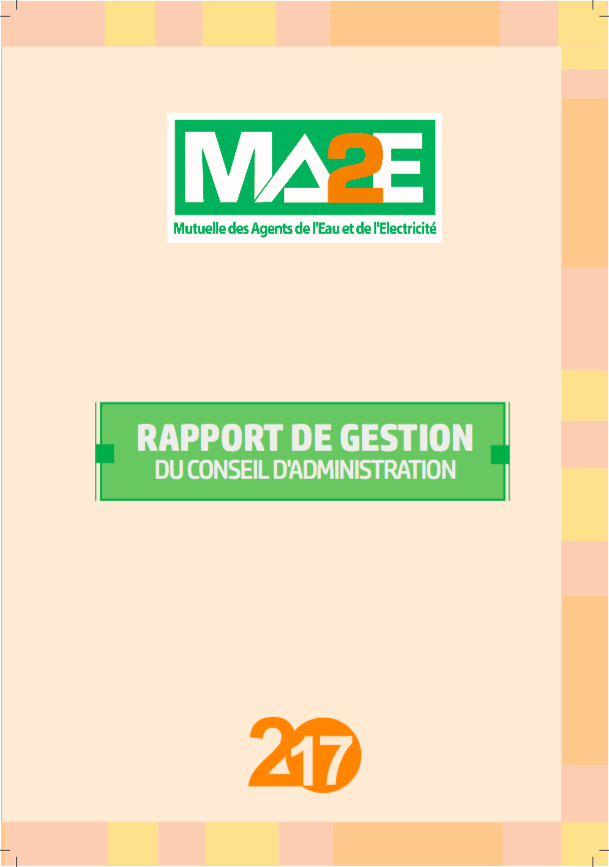 MA2E
Mutuelle des Agents de l'Eau et de l'Electricité
RAPPORT DE GESTION
DU CONSEIL D'ADMINISTRATION
2017